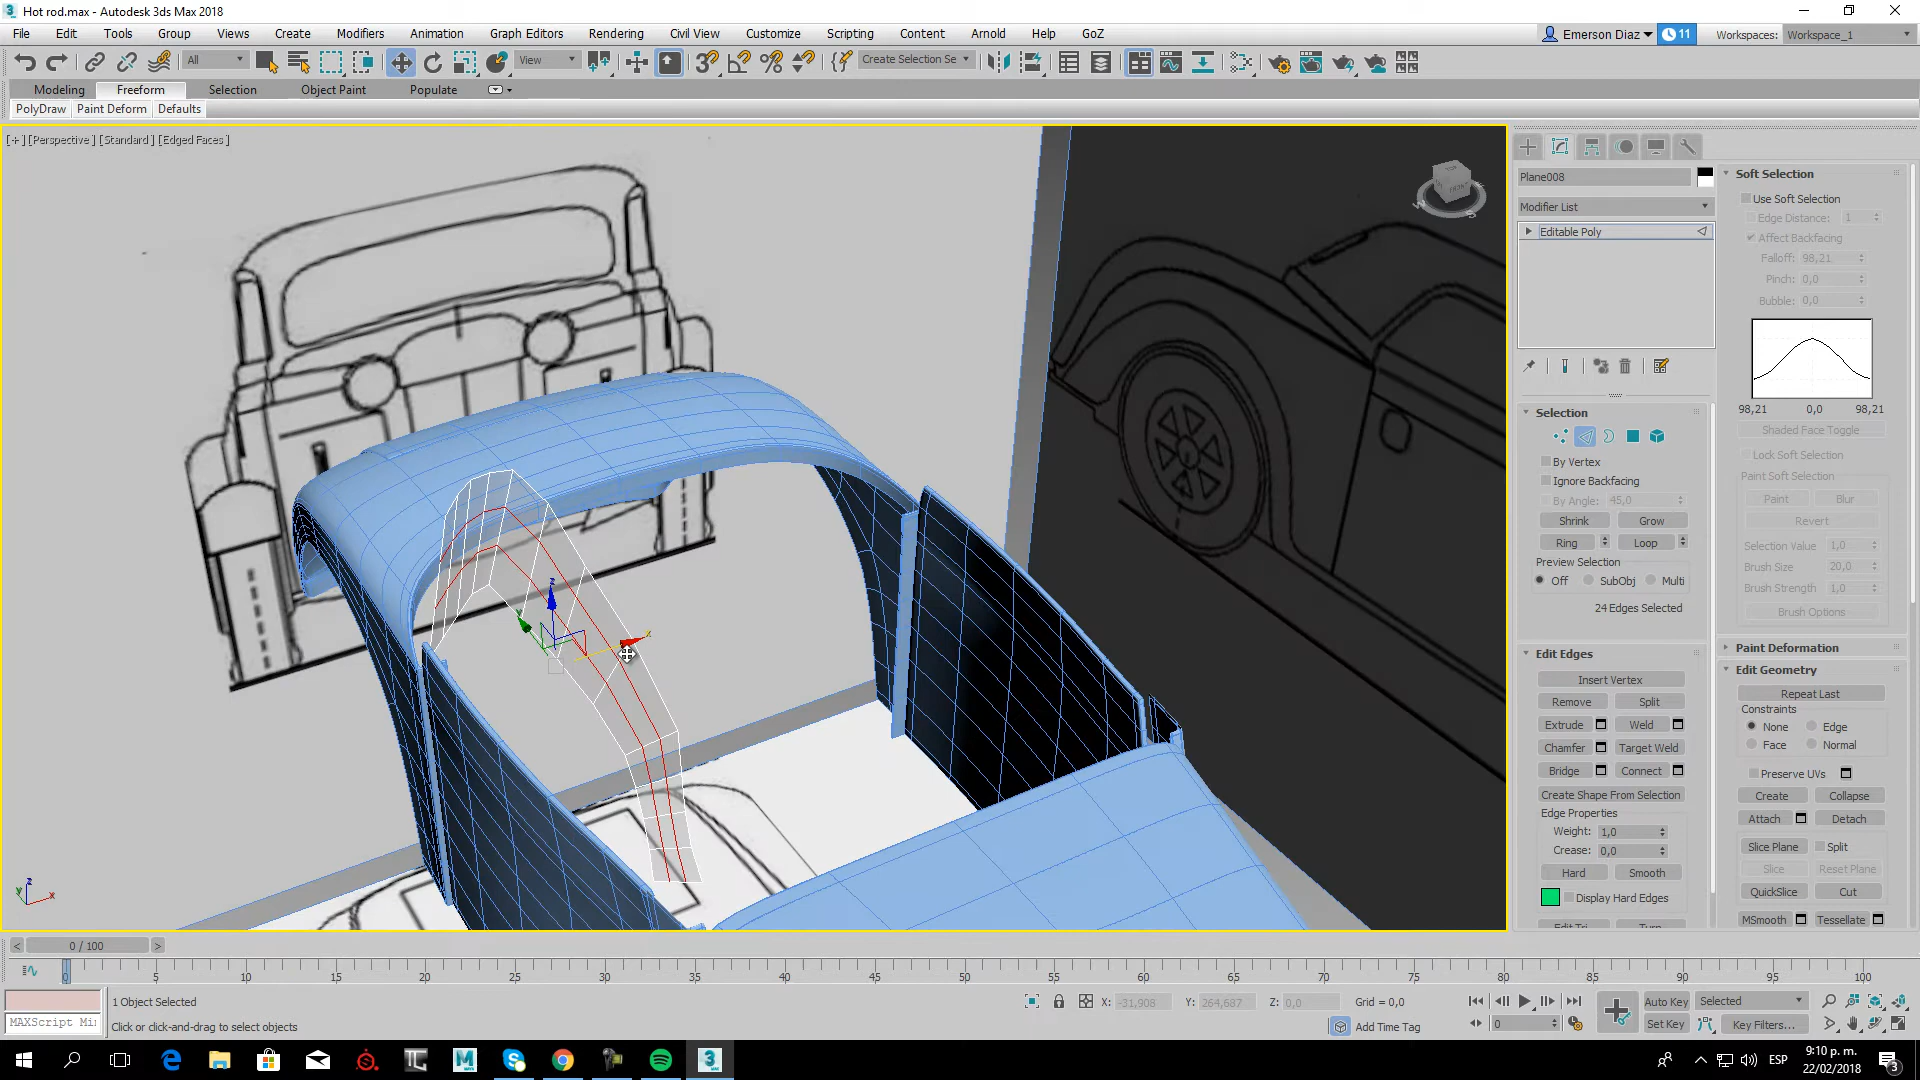 Hot rod.max - Autodesk 3ds Max 2018
File Edit Tools Group Views Create Modifiers Animation Graph Editors Rendering Civil View Customize Scripting Content Arnold Help GoZ
Emerson Diaz 11 Workspaces: Workspace_1
All View Create Selection Se
Modeling Freeform Selection Object Paint Populate
PolyDraw Paint Deform Defaults
[+] [Perspective] [Standard] [Edged Faces]
Plane008
Modifier List
Editable Poly
Selection
By Vertex
Ignore Backfacing
By Angle: 45,0
Shrink Grow
Ring Loop
Preview Selection
Off SubObj Multi
24 Edges Selected
Edit Edges
Insert Vertex
Remove Split
Extrude Weld
Chamfer Target Weld
Bridge Connect
Create Shape From Selection
Edge Properties
Weight: 1,0
Crease: 0,0
Hard Smooth
Display Hard Edges
Edit Tri. Turn
Soft Selection
Use Soft Selection
Edge Distance: 1
Affect Backfacing
Falloff: 98,21
Pinch: 0,0
Bubble: 0,0
98,21 0,0 98,21
Shaded Face Toggle
Lock Soft Selection
Paint Soft Selection
Paint Blur
Revert
Selection Value 1,0
Brush Size 20,0
Brush Strength 1,0
Brush Options
Paint Deformation
Edit Geometry
Repeat Last
Constraints
None Edge
Face Normal
Preserve UVs
Create Collapse
Attach Detach
Slice Plane Split
Slice Reset Plane
QuickSlice Cut
MSmooth Tessellate
0 / 100
0 5 10 15 20 25 30 35 40 45 50 55 60 65 70 75 80 85 90 95 100
1 Object Selected
Click or click-and-drag to select objects
MAXScript Mi
X: -31,908 Y: 264,687 Z: 0,0 Grid = 0,0
Add Time Tag
0
Auto Key Selected
Set Key Key Filters...
ESP
9:10 p. m.
22/02/2018
3